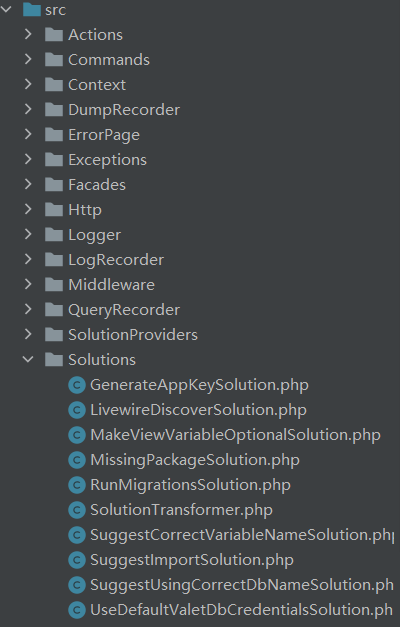 src
Actions
Commands
Context
DumpRecorder
ErrorPage
Exceptions
Facades
Http
Logger
LogRecorder
Middleware
QueryRecorder
SolutionProviders
Solutions
C GenerateAppKeySolution.php
C LivewireDiscoverSolution.php
C MakeViewVariableOptionalSolution.php
C MissingPackageSolution.php
C RunMigrationsSolution.php
C SolutionTransformer.php
C SuggestCorrectVariableNameSolution.php
C SuggestImportSolution.php
C SuggestUsingCorrectDbNameSolution.ph
C UseDefaultValetDbCredentialsSolution.ph